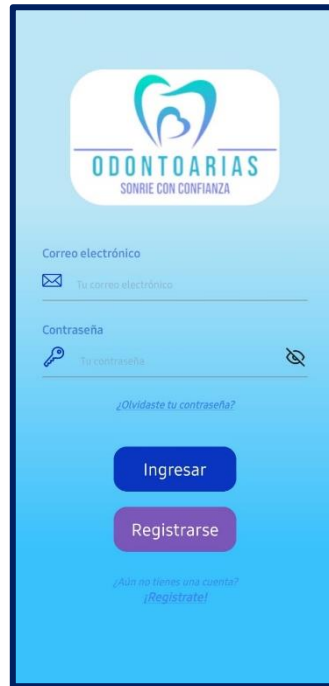 ODONTOARIAS
SONRIE CON CONFIANZA
Correo electrónico
Tu correo electrónico
Contraseña
Tu contraseña
¿Olvidaste tu contraseña?
Ingresar
Registrarse
¿Aún no tienes una cuenta?
¡Registrate!